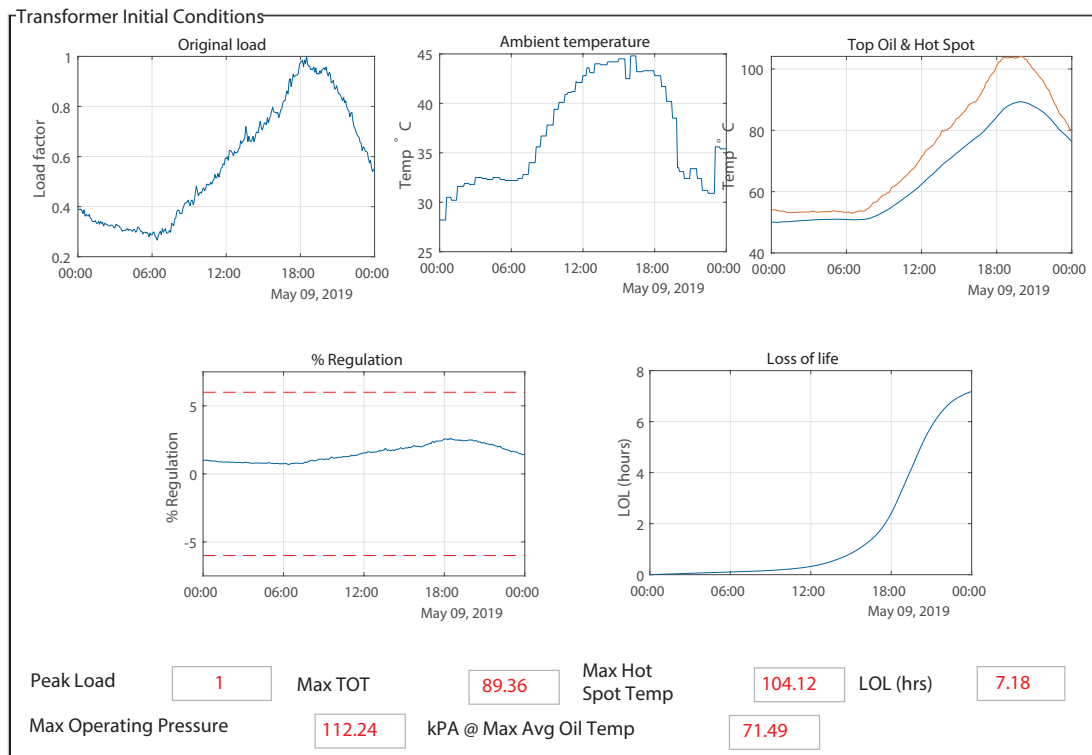 Transformer Initial Conditions
Original load
Load factor
1
0.8
0.6
0.4
0.2
00:00 06:00 12:00 18:00 00:00
May 09, 2019
Ambient temperature
Temp ° C
45
40
35
30
25
00:00 06:00 12:00 18:00 00:00
May 09, 2019
Top Oil & Hot Spot
Temp ° C
100
80
60
40
00:00 06:00 12:00 18:00 00:00
May 09, 2019
% Regulation
% Regulation
5
0
-5
00:00 06:00 12:00 18:00 00:00
May 09, 2019
Loss of life
LOL (hours)
8
6
4
2
0
00:00 06:00 12:00 18:00 00:00
May 09, 2019
Peak Load 1 Max TOT 89.36 Max Hot
Spot Temp 104.12 LOL (hrs) 7.18
Max Operating Pressure 112.24 kPA @ Max Avg Oil Temp 71.49